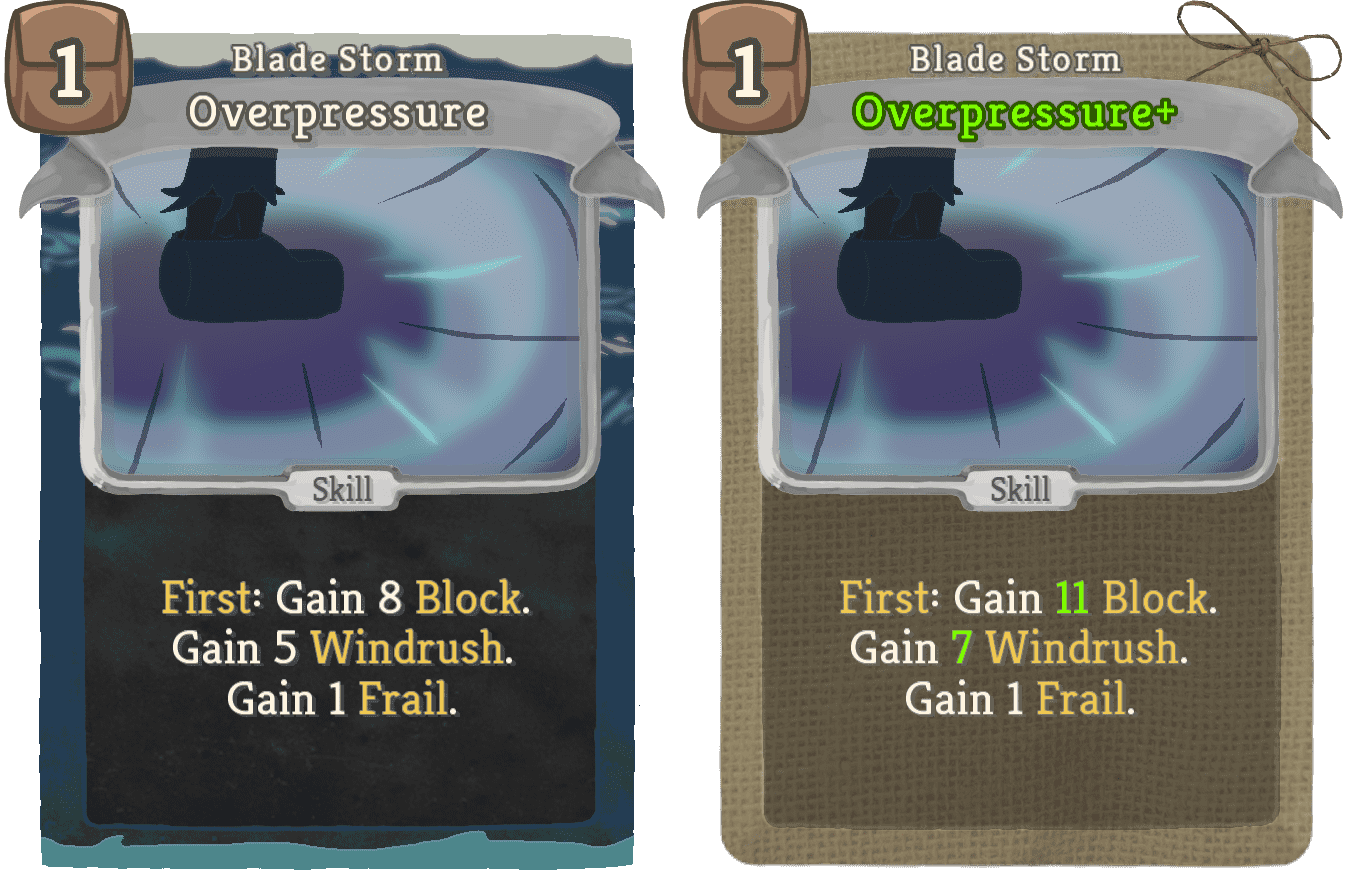 1
Blade Storm
Overpressure
Skill
First: Gain 8 Block.
Gain 5 Windrush.
Gain 1 Frail.
1
Blade Storm
Overpressure+
Skill
First: Gain 11 Block.
Gain 7 Windrush.
Gain 1 Frail.